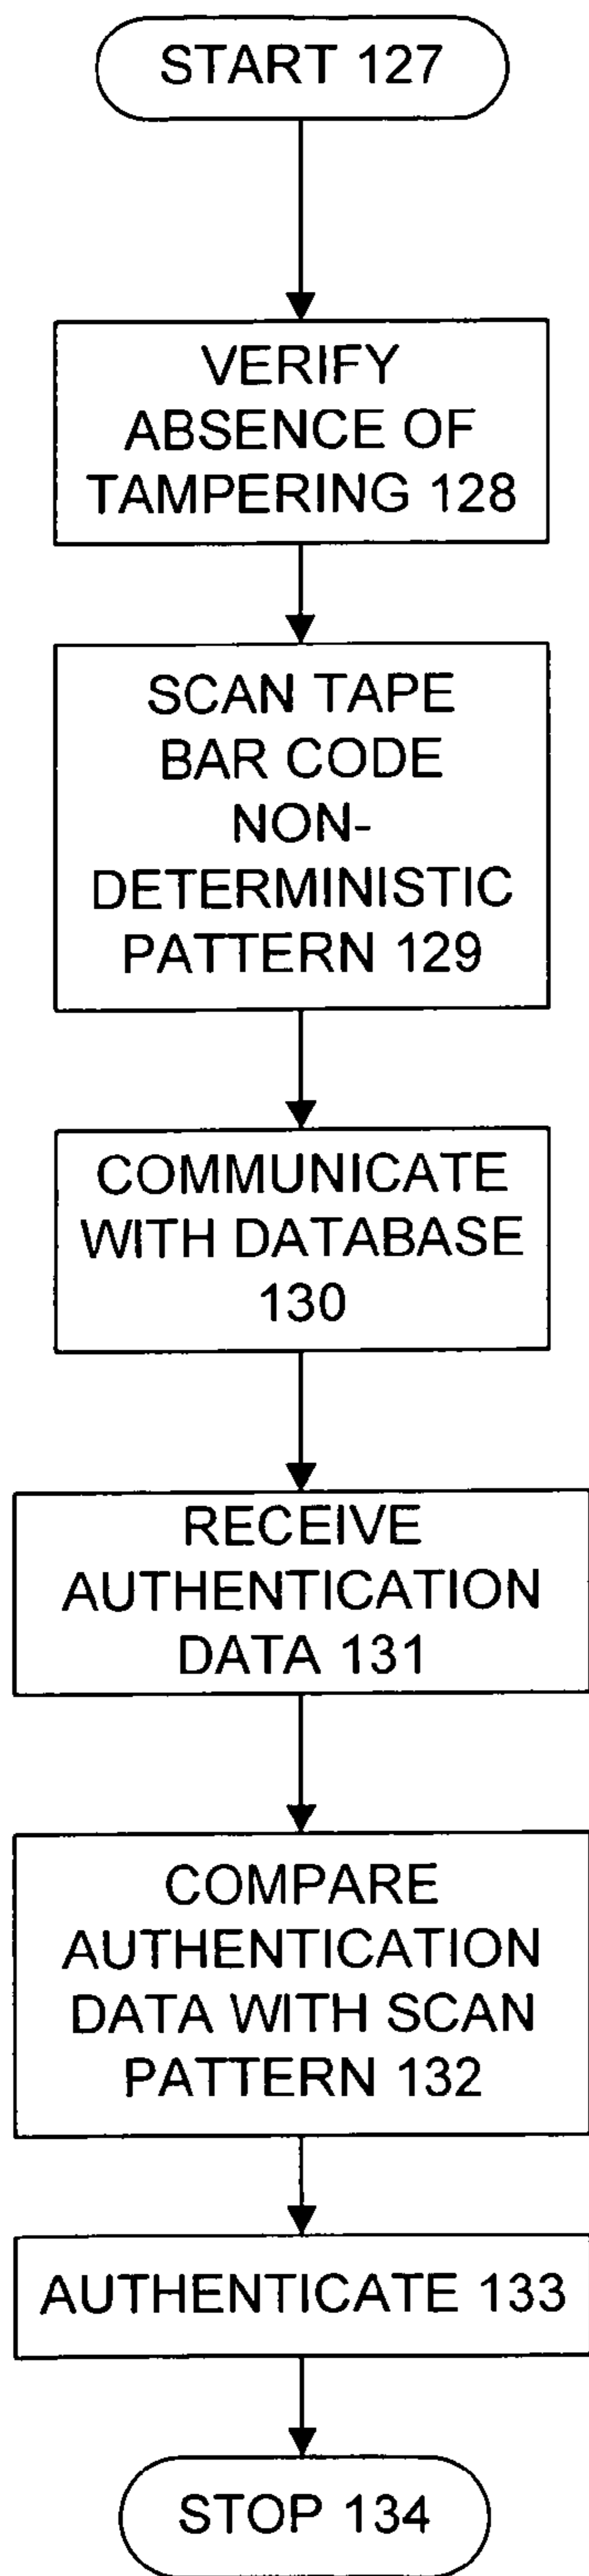 START 127
VERIFY
ABSENCE OF
TAMPERING 128
SCAN TAPE
BAR CODE
NON-
DETERMINISTIC
PATTERN 129
COMMUNICATE
WITH DATABASE
130
RECEIVE
AUTHENTICATION
DATA 131
COMPARE
AUTHENTICATION
DATA WITH SCAN
PATTERN 132
AUTHENTICATE 133
STOP 134